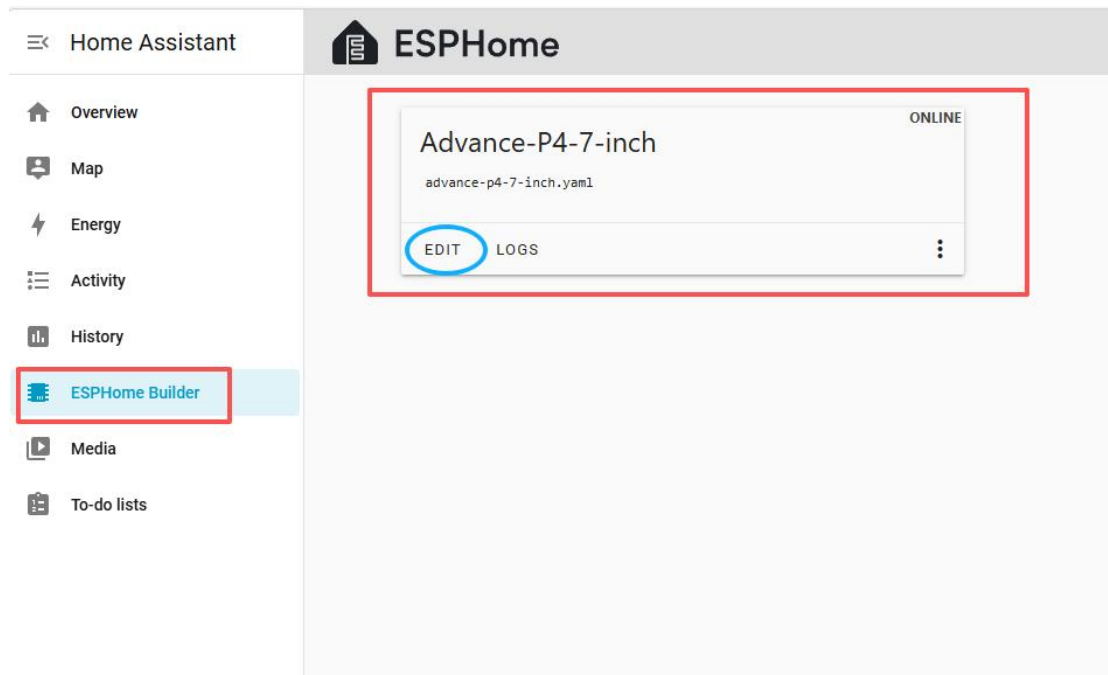 Home Assistant
Overview
Map
Energy
Activity
History
ESPHome Builder
Media
To-do lists
ESPHome
ONLINE
Advance-P4-7-inch
advance-p4-7-inch.yaml
EDIT LOGS